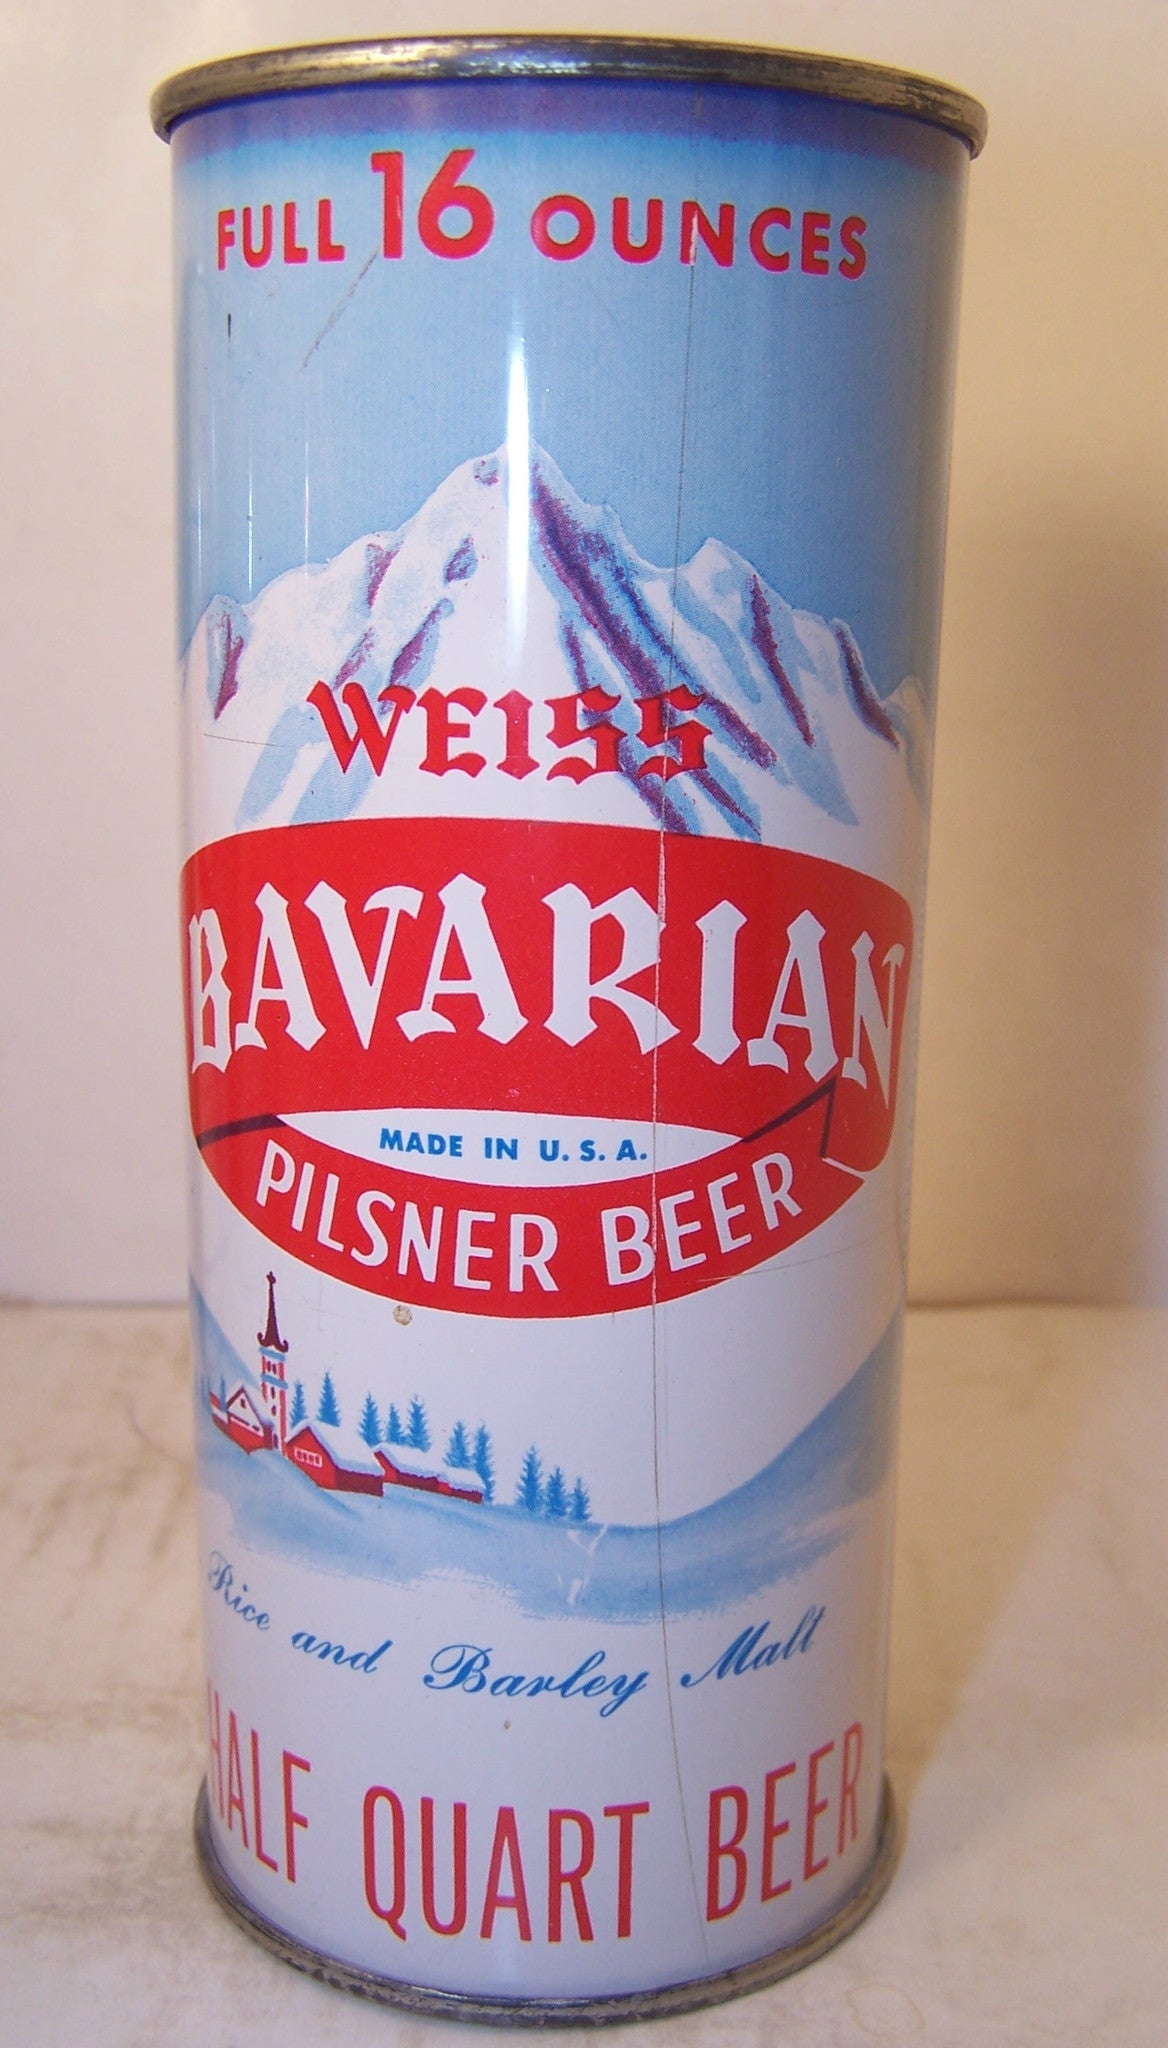 FULL 16 OUNCES
WEISS
BAVARIAN
MADE IN U.S.A.
PILSNER BEER
Rice and Barley Malt
HALF QUART BEER